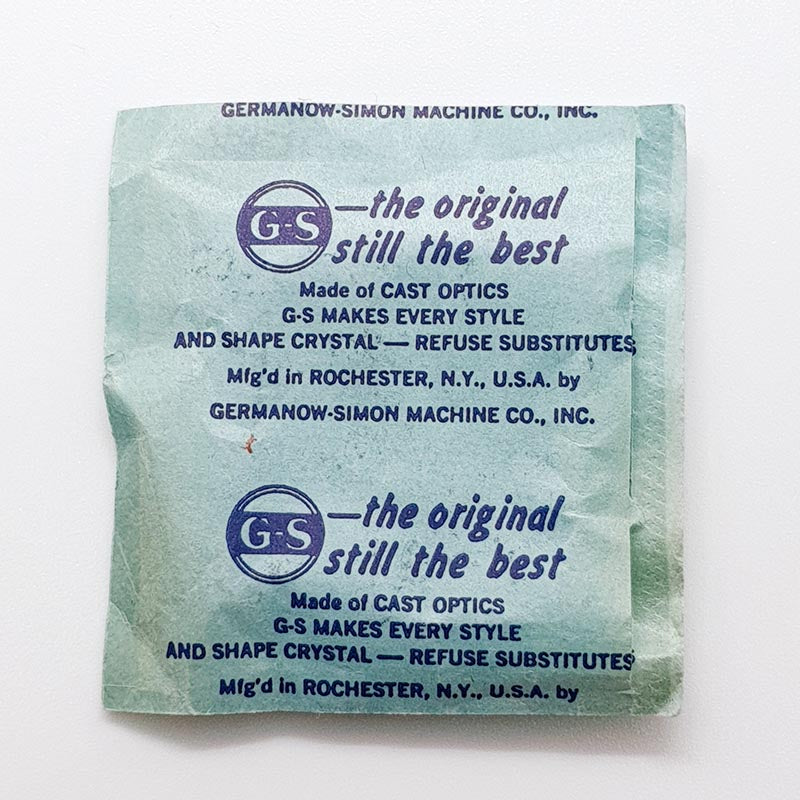 GERMANOW-SIMON MACHINE CO., INC.
G-S —the original
still the best
Made of CAST OPTICS
G-S MAKES EVERY STYLE
AND SHAPE CRYSTAL — REFUSE SUBSTITUTES
Mfg'd in ROCHESTER, N.Y., U.S.A. by
GERMANOW-SIMON MACHINE CO., INC.
G-S —the original
still the best
Made of CAST OPTICS
G-S MAKES EVERY STYLE
AND SHAPE CRYSTAL — REFUSE SUBSTITUTES
Mfg'd in ROCHESTER, N.Y., U.S.A. by